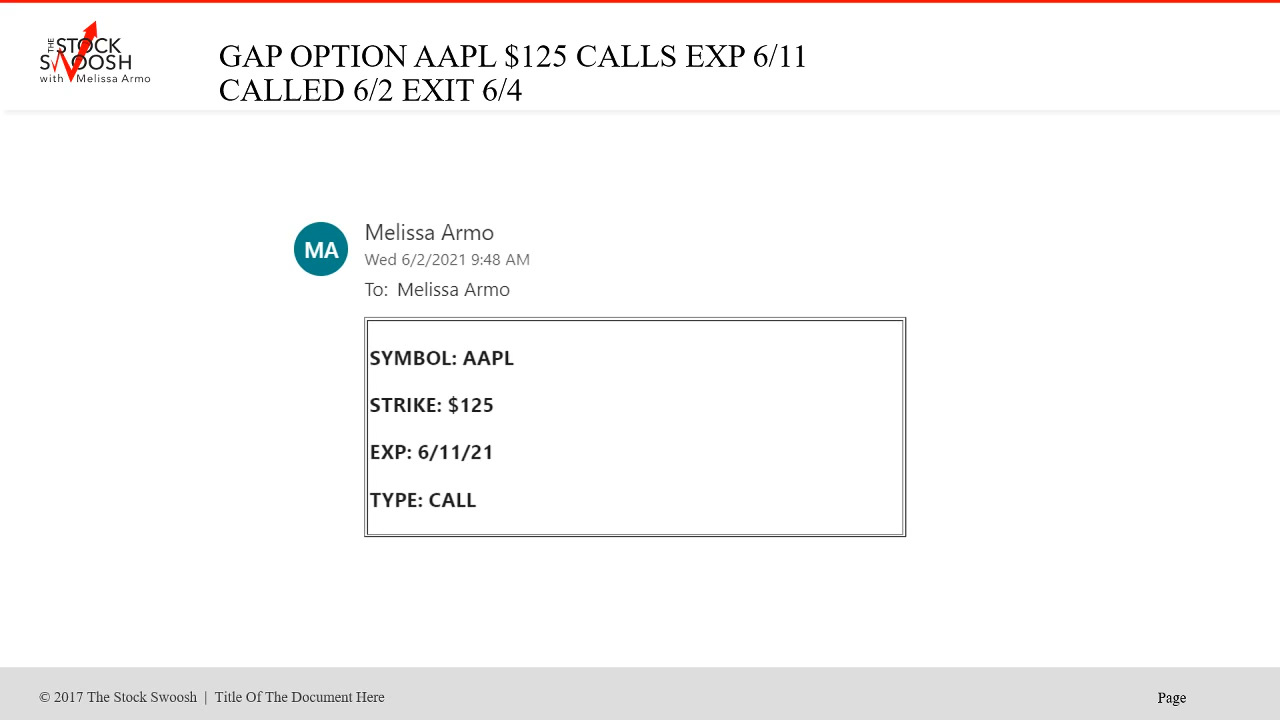 THE STOCK
SWOOSH
with Melissa Armo
GAP OPTION AAPL $125 CALLS EXP 6/11
CALLED 6/2 EXIT 6/4
MA
Melissa Armo
Wed 6/2/2021 9:48 AM
To: Melissa Armo
SYMBOL: AAPL
STRIKE: $125
EXP: 6/11/21
TYPE: CALL
© 2017 The Stock Swoosh | Title Of The Document Here
Page